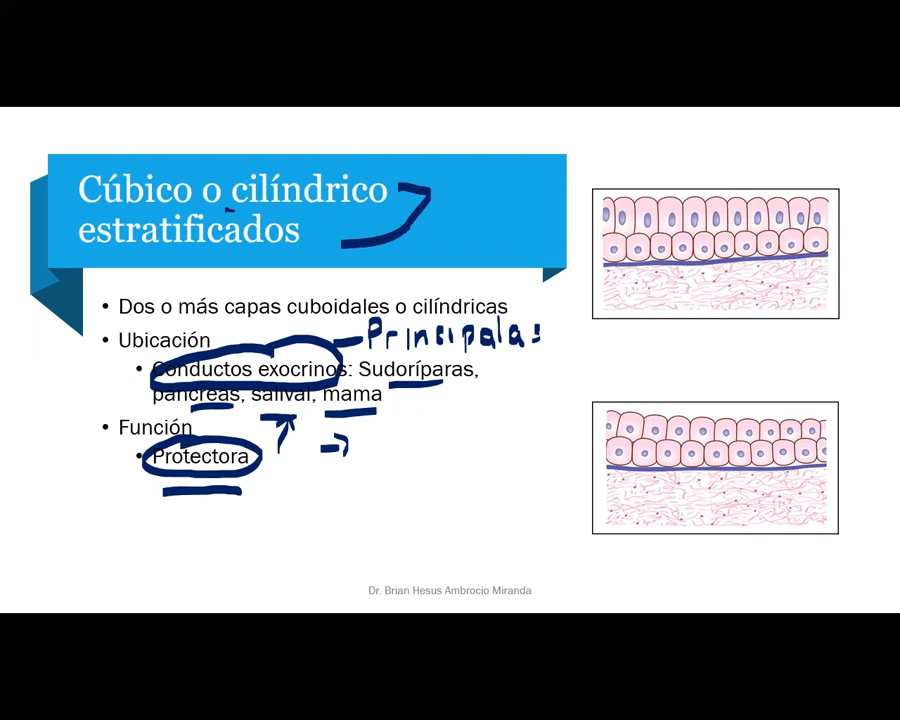 Cúbico o cilíndrico
estratificados
• Dos o más capas cuboidales o cilíndricas
• Ubicación
Principalas
• Conductos exocrinos: Sudoríparas,
páncreas, salival, mama
• Función
• Protectora
Dr. Brian Hesus Ambrocio Miranda